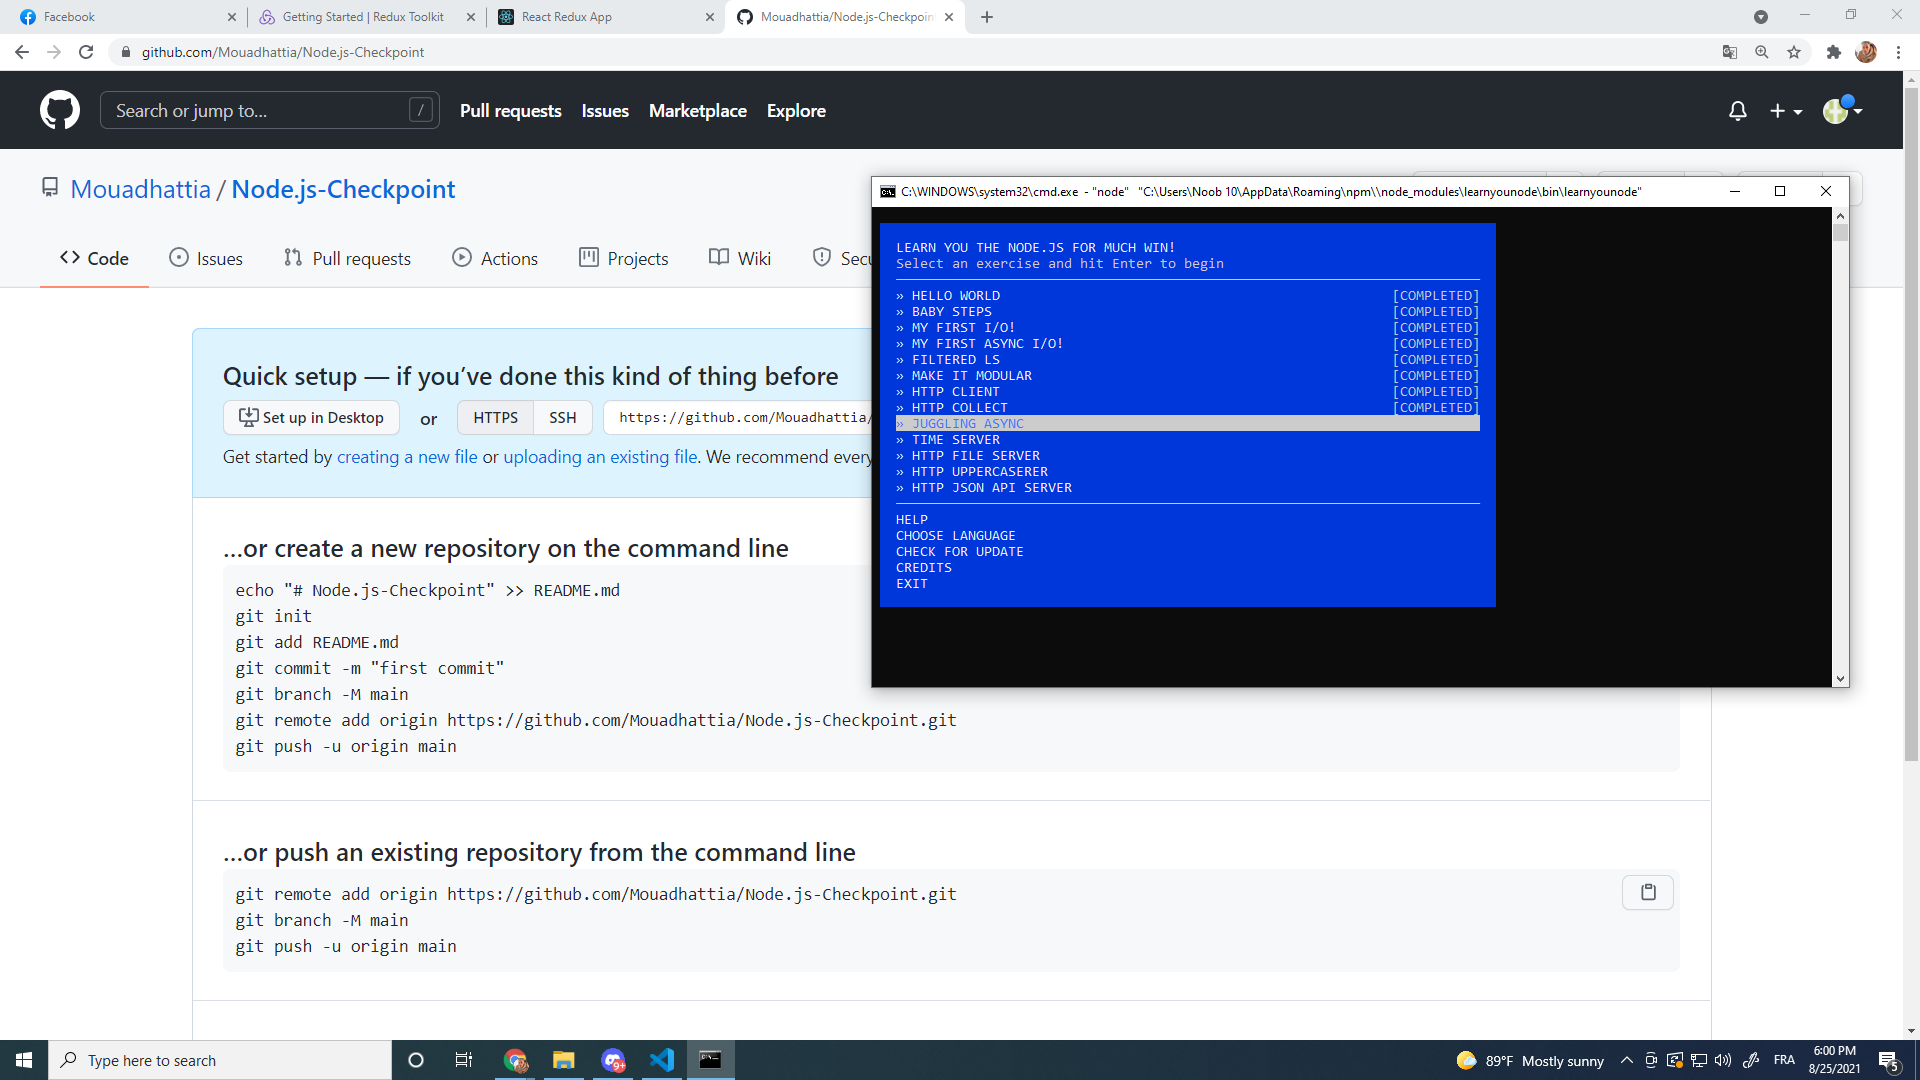 Facebook
Getting Started | Redux Toolkit
React Redux App
Mouadhattia/Node.js-Checkpoin
github.com/Mouadhattia/Node.js-Checkpoint
Search or jump to...
/
Pull requests
Issues
Marketplace
Explore
Mouadhattia / Node.js-Checkpoint
Code
Issues
Pull requests
Actions
Projects
Wiki
Secu
Quick setup — if you've done this kind of thing before
Set up in Desktop
or
HTTPS
SSH
https://github.com/Mouadhattia/
Get started by creating a new file or uploading an existing file. We recommend every
...or create a new repository on the command line
echo "# Node.js-Checkpoint" >> README.md
git init
git add README.md
git commit -m "first commit"
git branch -M main
git remote add origin https://github.com/Mouadhattia/Node.js-Checkpoint.git
git push -u origin main
...or push an existing repository from the command line
git remote add origin https://github.com/Mouadhattia/Node.js-Checkpoint.git
git branch -M main
git push -u origin main
C:\WINDOWS\system32\cmd.exe - "node" "C:\Users\Noob 10\AppData\Roaming\npm\\node_modules\learnyounode\bin\learnyounode"
LEARN YOU THE NODE.JS FOR MUCH WIN!
Select an exercise and hit Enter to begin
» HELLO WORLD [COMPLETED]
» BABY STEPS [COMPLETED]
» MY FIRST I/O! [COMPLETED]
» MY FIRST ASYNC I/O! [COMPLETED]
» FILTERED LS [COMPLETED]
» MAKE IT MODULAR [COMPLETED]
» HTTP CLIENT [COMPLETED]
» HTTP COLLECT [COMPLETED]
» JUGGLING ASYNC
» TIME SERVER
» HTTP FILE SERVER
» HTTP UPPERCASERER
» HTTP JSON API SERVER
HELP
CHOOSE LANGUAGE
CHECK FOR UPDATE
CREDITS
EXIT
Type here to search
9+
89°F Mostly sunny
FRA
6:00 PM
8/25/2021
5